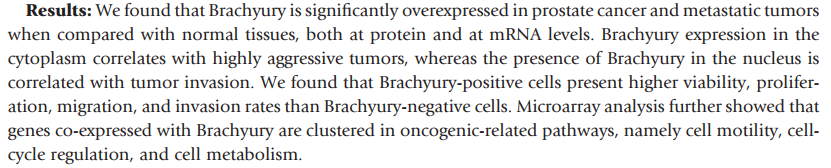 Results: We found that Brachyury is significantly overexpressed in prostate cancer and metastatic tumors
when compared with normal tissues, both at protein and at mRNA levels. Brachyury expression in the
cytoplasm correlates with highly aggressive tumors, whereas the presence of Brachyury in the nucleus is
correlated with tumor invasion. We found that Brachyury-positive cells present higher viability, prolifer-
ation, migration, and invasion rates than Brachyury-negative cells. Microarray analysis further showed that
genes co-expressed with Brachyury are clustered in oncogenic-related pathways, namely cell motility, cell-
cycle regulation, and cell metabolism.